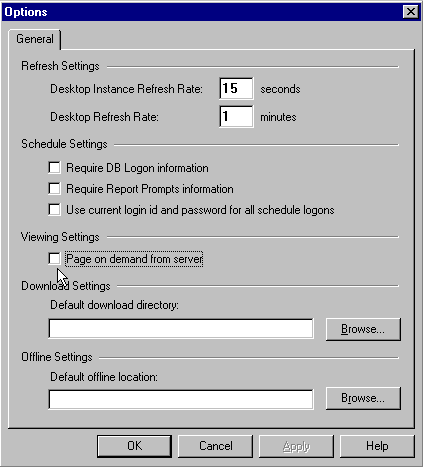 Options
General
Refresh Settings
Desktop Instance Refresh Rate: 15 seconds
Desktop Refresh Rate: 1 minutes
Schedule Settings
Require DB Logon information
Require Report Prompts information
Use current login id and password for all schedule logons
Viewing Settings
Page on demand from server
Download Settings
Default download directory:
Browse...
Offline Settings
Default offline location:
Browse...
OK Cancel Apply Help